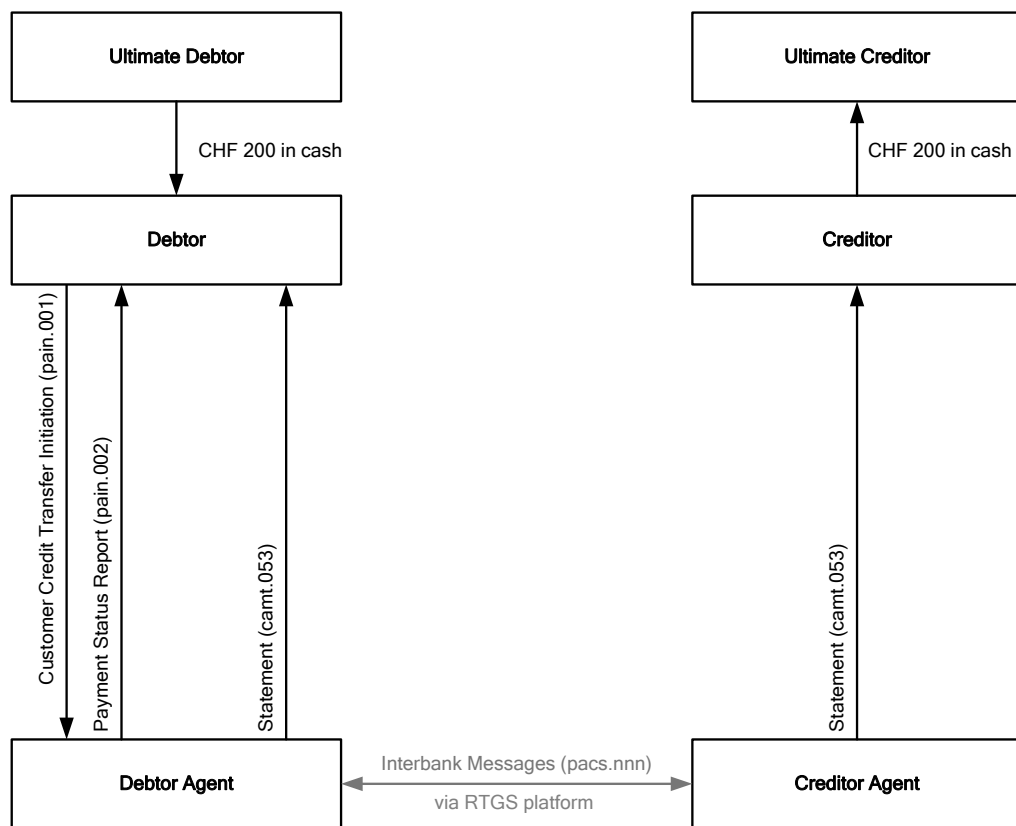 Ultimate Debtor
Ultimate Creditor
CHF 200 in cash
CHF 200 in cash
Debtor
Creditor
Customer Credit Transfer Initiation (pain.001)
Payment Status Report (pain.002)
Statement (camt.053)
Statement (camt.053)
Debtor Agent
Interbank Messages (pacs.nnn)
via RTGS platform
Creditor Agent